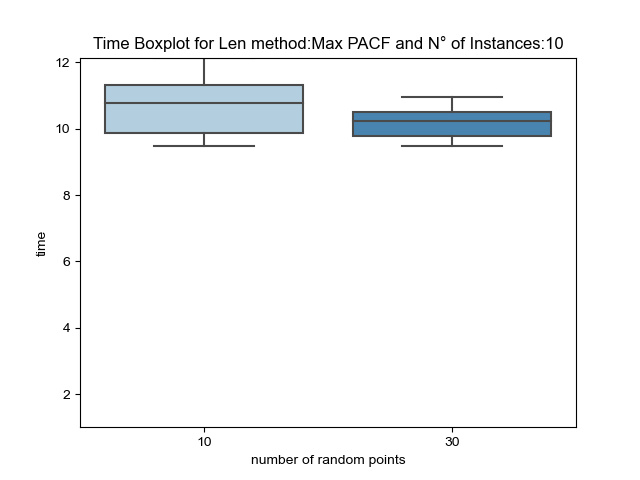 Time Boxplot for Len method:Max PACF and N° of Instances:10
12
10
8
6
4
2
time
10 30
number of random points